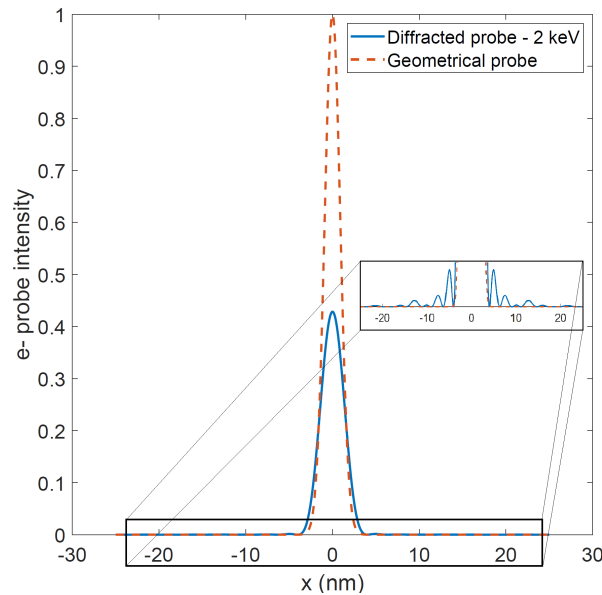 Diffracted probe - 2 keV
Geometrical probe
e- probe intensity
1
0.9
0.8
0.7
0.6
0.5
0.4
0.3
0.2
0.1
0
-20 -10 0 10 20
-30 -20 -10 0 10 20 30
x (nm)